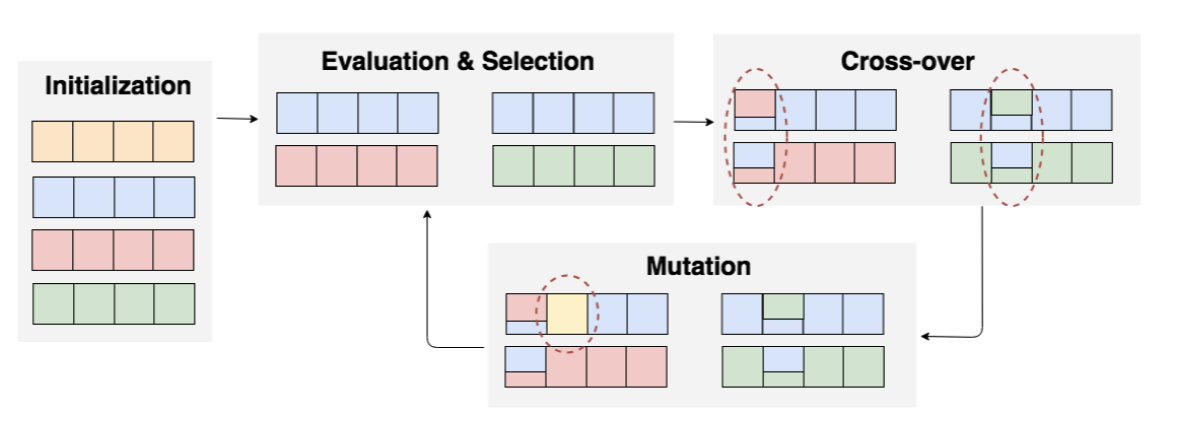 Initialization
Evaluation & Selection
Cross-over
Mutation